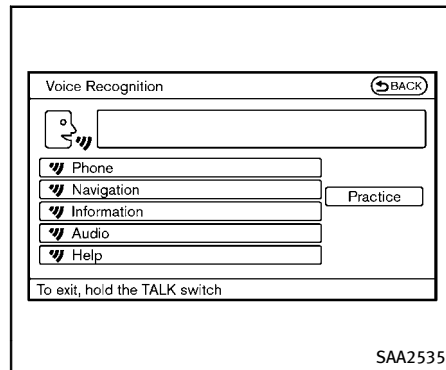 Voice Recognition
BACK
Phone
Navigation
Practice
Information
Audio
Help
To exit, hold the TALK switch
SAA2535